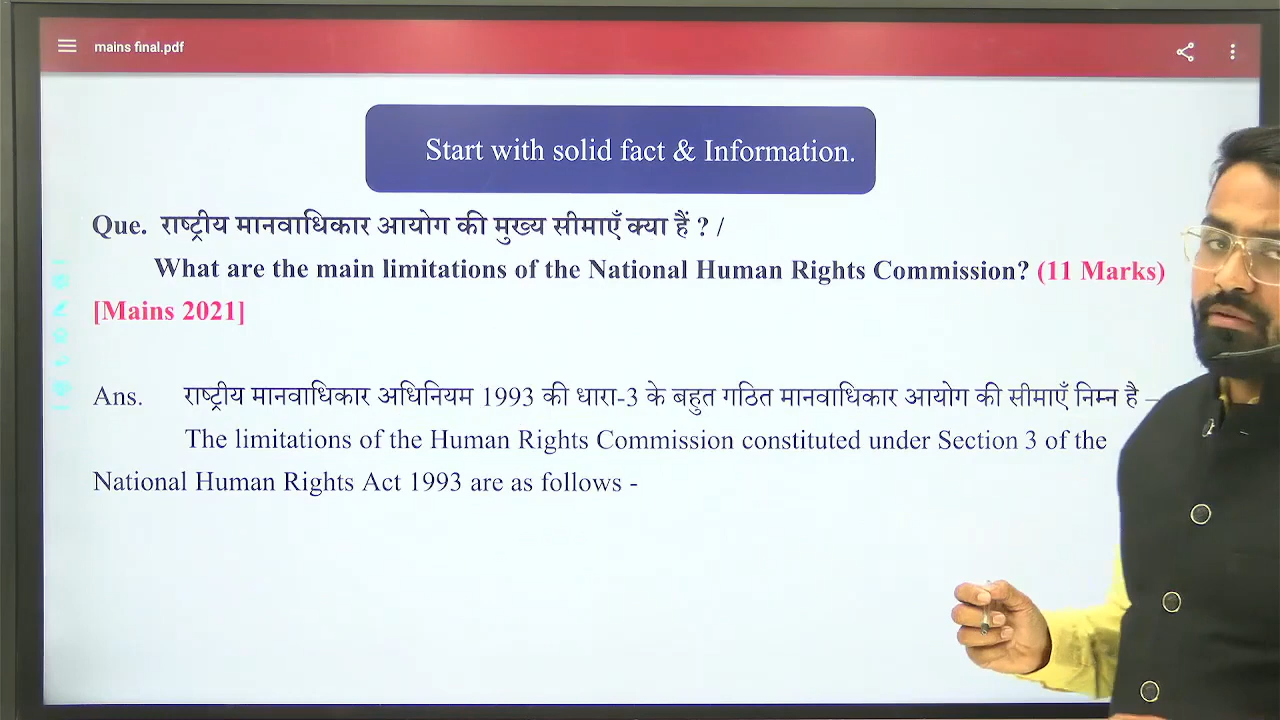 mains final.pdf
Start with solid fact & Information.
Que. राष्ट्रीय मानवाधिकार आयोग की मुख्य सीमाएँ क्या हैं ? /
What are the main limitations of the National Human Rights Commission? (11 Marks)
[Mains 2021]
Ans. राष्ट्रीय मानवाधिकार अधिनियम 1993 की धारा-3 के बहुत गठित मानवाधिकार आयोग की सीमाएँ निम्न है –
The limitations of the Human Rights Commission constituted under Section 3 of the
National Human Rights Act 1993 are as follows -